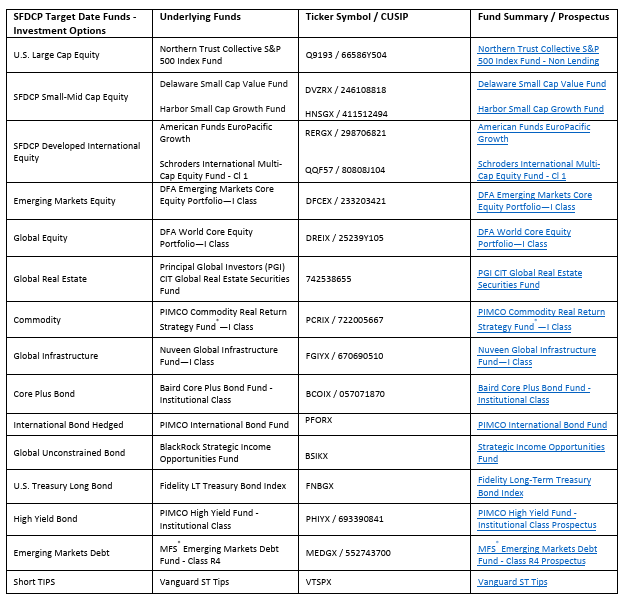 SFDCP Target Date Funds -
Investment Options
Underlying Funds
Ticker Symbol / CUSIP
Fund Summary / Prospectus
U.S. Large Cap Equity
Northern Trust Collective S&P
500 Index Fund
Q9193 / 66586Y504
Northern Trust Collective S&P
500 Index Fund - Non Lending
SFDCP Small-Mid Cap Equity
Delaware Small Cap Value Fund
Harbor Small Cap Growth Fund
DVZRX / 246108818
HNSGX / 411512494
Delaware Small Cap Value Fund
Harbor Small Cap Growth Fund
SFDCP Developed International
Equity
American Funds EuroPacific
Growth
Schroders International Multi-
Cap Equity Fund - Cl 1
RERGX / 298706821
QQF57 / 80808J104
American Funds EuroPacific
Growth
Schroders International Multi-
Cap Equity Fund - Cl 1
Emerging Markets Equity
DFA Emerging Markets Core
Equity Portfolio—I Class
DFCEX / 233203421
DFA Emerging Markets Core
Equity Portfolio—I Class
Global Equity
DFA World Core Equity
Portfolio—I Class
DREIX / 25239Y105
DFA World Core Equity
Portfolio—I Class
Global Real Estate
Principal Global Investors (PGI)
CIT Global Real Estate Securities
Fund
742538655
PGI CIT Global Real Estate
Securities Fund
Commodity
PIMCO Commodity Real Return
Strategy Fund®—I Class
PCRIX / 722005667
PIMCO Commodity Real Return
Strategy Fund®—I Class
Global Infrastructure
Nuveen Global Infrastructure
Fund—I Class
FGIYX / 670690510
Nuveen Global Infrastructure
Fund—I Class
Core Plus Bond
Baird Core Plus Bond Fund -
Institutional Class
BCOIX / 057071870
Baird Core Plus Bond Fund -
Institutional Class
International Bond Hedged
PIMCO International Bond Fund
PFORX
PIMCO International Bond Fund
Global Unconstrained Bond
BlackRock Strategic Income
Opportunities Fund
BSIKX
Strategic Income Opportunities
Fund
U.S. Treasury Long Bond
Fidelity LT Treasury Bond Index
FNBGX
Fidelity Long-Term Treasury
Bond Index
High Yield Bond
PIMCO High Yield Fund -
Institutional Class
PHIYX / 693390841
PIMCO High Yield Fund -
Institutional Class Prospectus
Emerging Markets Debt
MFS® Emerging Markets Debt
Fund - Class R4
MEDGX / 552743700
MFS® Emerging Markets Debt
Fund - Class R4 Prospectus
Short TIPS
Vanguard ST Tips
VTSPX
Vanguard ST Tips